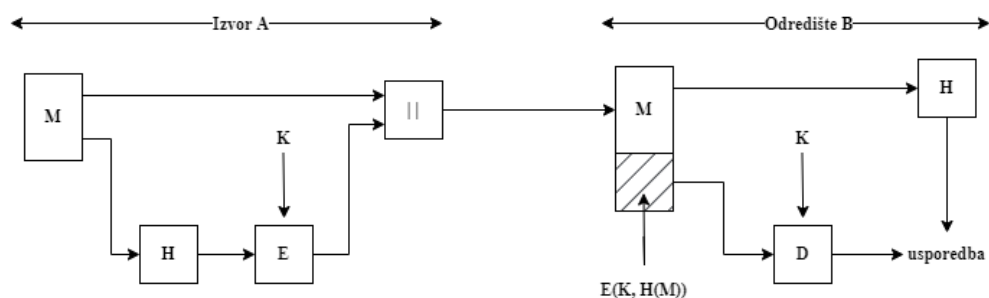 Izvor A
Odredište B
M
||
M
H
K
K
H
E
D
usporedba
E(K, H(M))